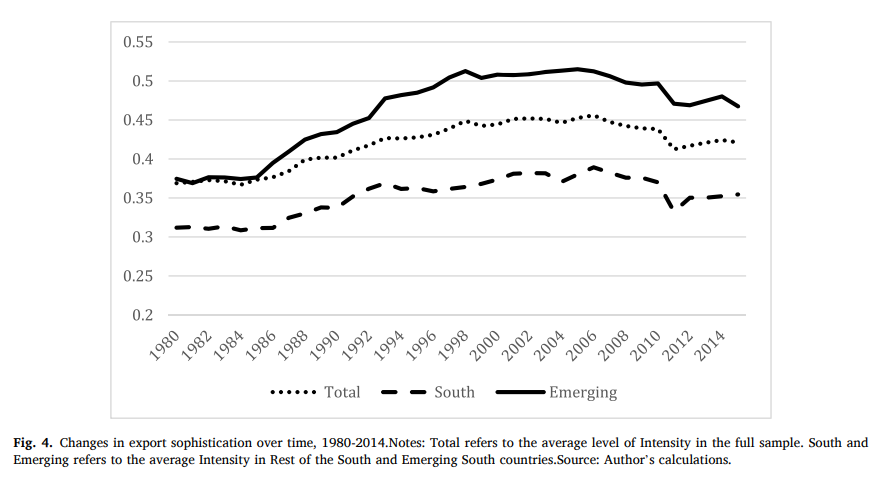 0.55
0.5
0.45
0.4
0.35
0.3
0.25
0.2
1980 1982 1984 1986 1988 1990 1992 1994 1996 1998 2000 2002 2004 2006 2008 2010 2012 2014
Total South Emerging
Fig. 4. Changes in export sophistication over time, 1980-2014.Notes: Total refers to the average level of Intensity in the full sample. South and
Emerging refers to the average Intensity in Rest of the South and Emerging South countries.Source: Author's calculations.